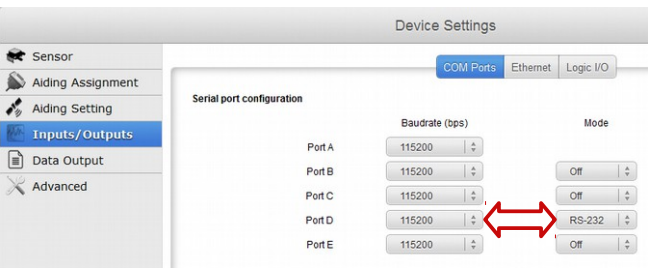 Device Settings
Sensor
Aiding Assignment
Aiding Setting
Inputs/Outputs
Data Output
Advanced
COM Ports Ethernet Logic I/O
Serial port configuration
Baudrate (bps) Mode
Port A 115200
Port B 115200 Off
Port C 115200 Off
Port D 115200 RS-232
Port E 115200 Off